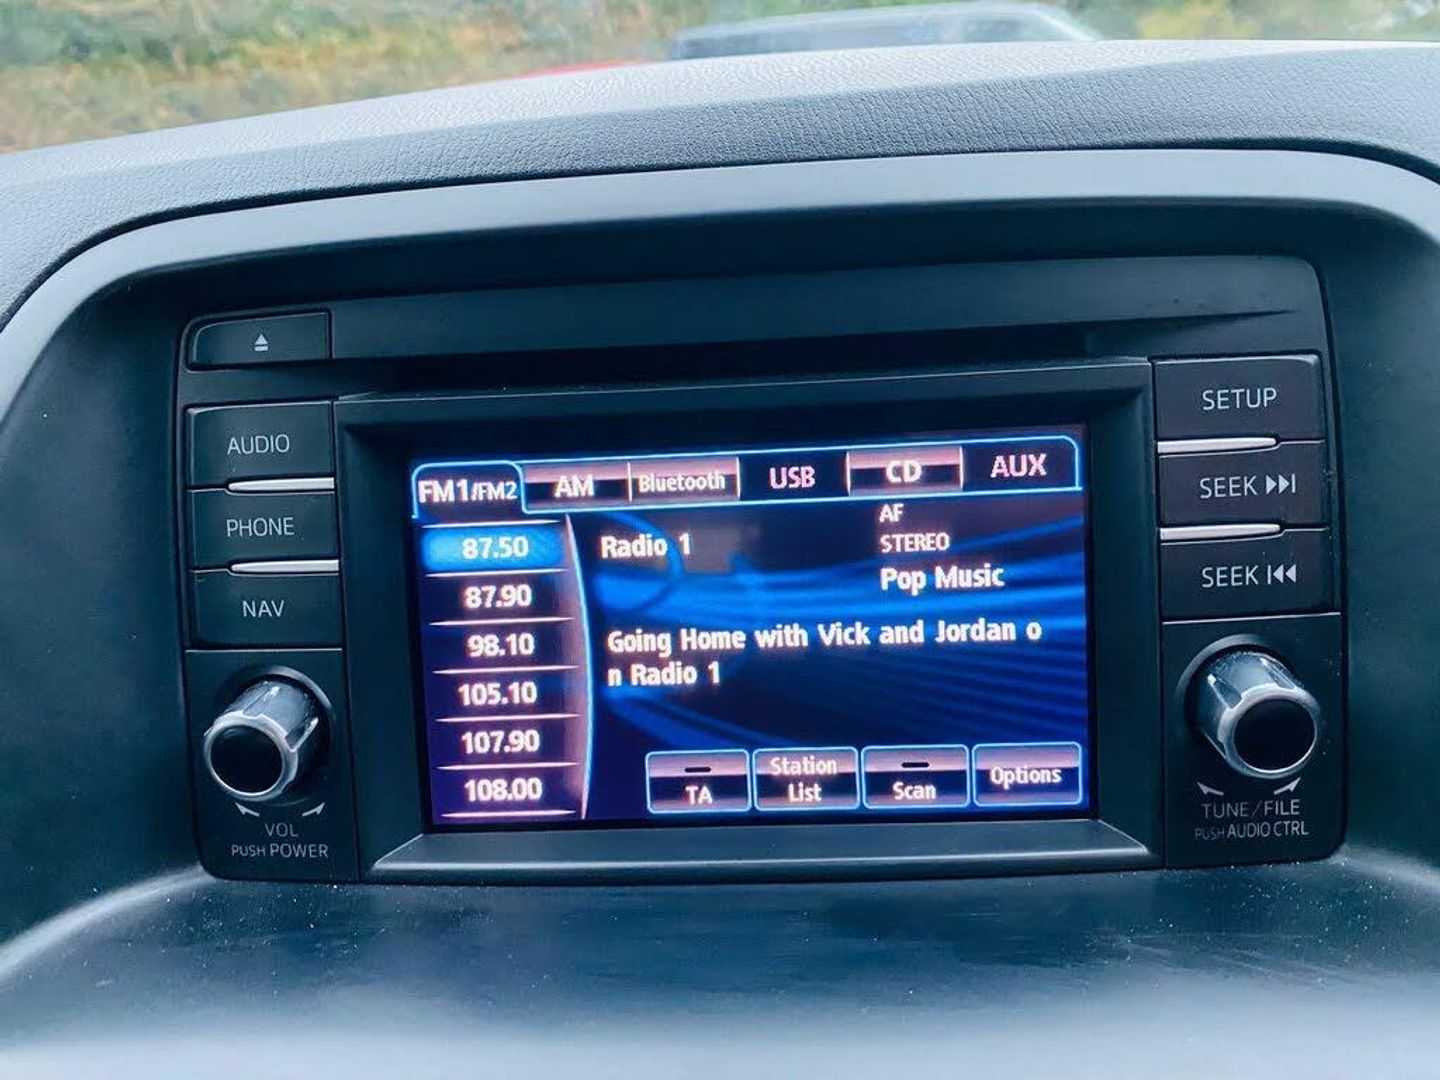 AUDIO
PHONE
NAV
VOL
PUSH POWER
FM1/FM2
AM
Bluetooth
USB
CD
AUX
87.50
87.90
98.10
105.10
107.90
108.00
Radio 1
AF
STEREO
Pop Music
Going Home with Vick and Jordan o
n Radio 1
TA
Station
List
Scan
Options
SETUP
SEEK
SEEK
TUNE/FILE
PUSH AUDIO CTRL